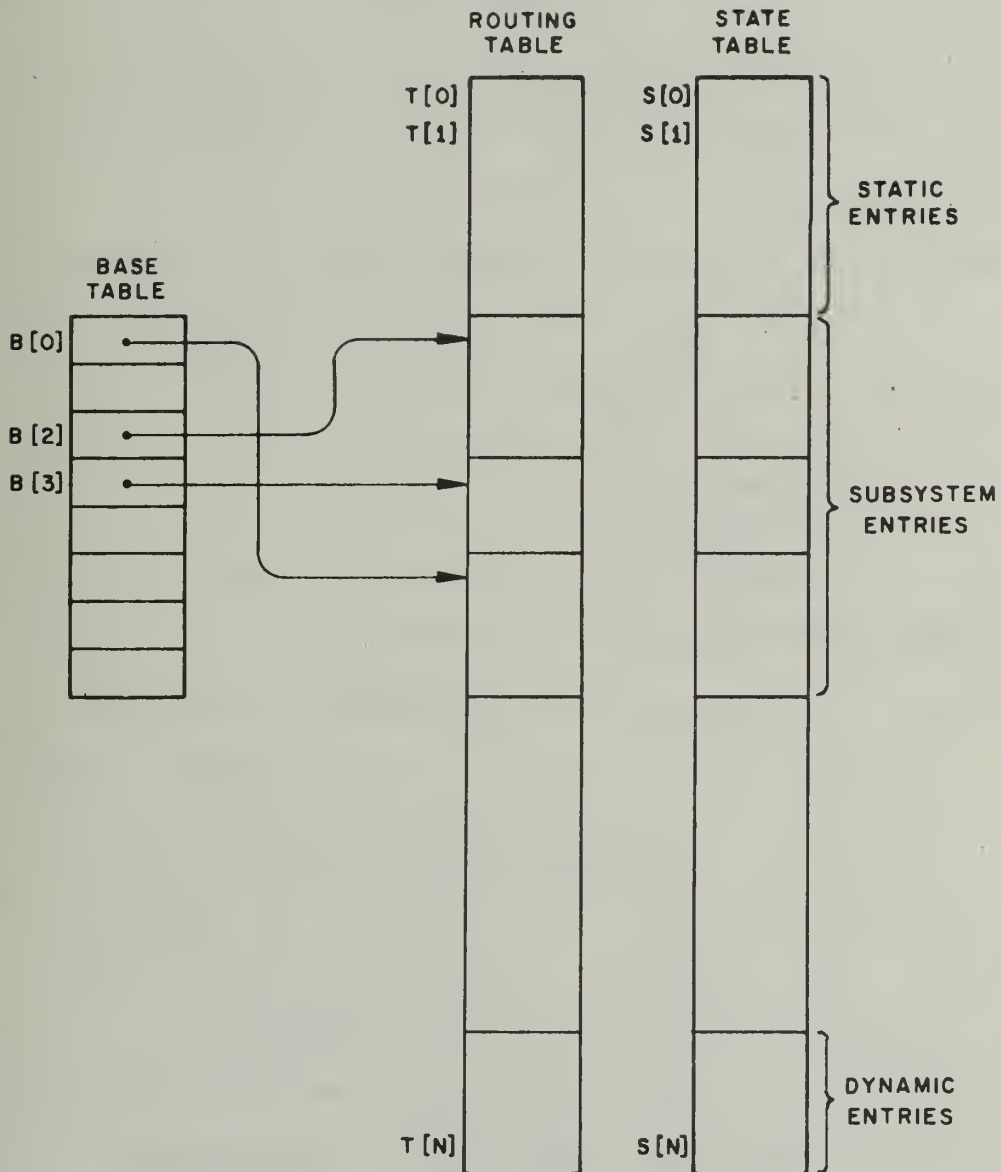 ROUTING
TABLE
STATE
TABLE
T[0]
S[0]
T[1]
S[1]
STATIC
ENTRIES
BASE
TABLE
B[0]
B[2]
B[3]
SUBSYSTEM
ENTRIES
DYNAMIC
ENTRIES
T[N]
S[N]